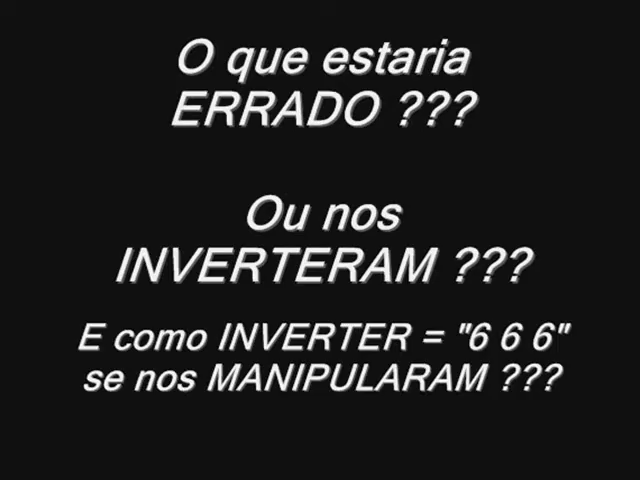 O que estaria
ERRADO ???
Ou nos
INVERTERAM ???
E como INVERTER = "6 6 6"
se nos MANIPULARAM ???